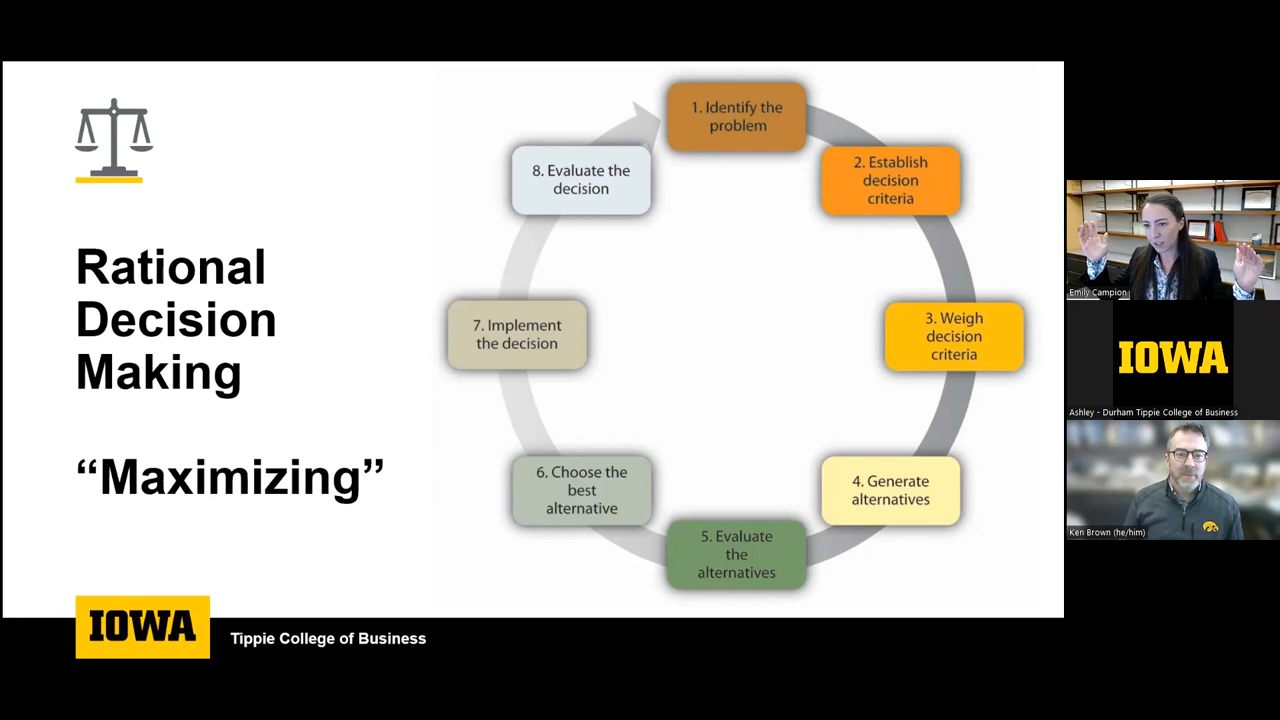 Rational
Decision
Making
“Maximizing”
1. Identify the
problem
2. Establish
decision
criteria
3. Weigh
decision
criteria
4. Generate
alternatives
5. Evaluate
the
alternatives
6. Choose the
best
alternative
7. Implement
the decision
8. Evaluate the
decision
IOWA
Tippie College of Business
Emily Campion
IOWA
Ashley - Durham Tippie College of Business
Ken Brown (he/him)